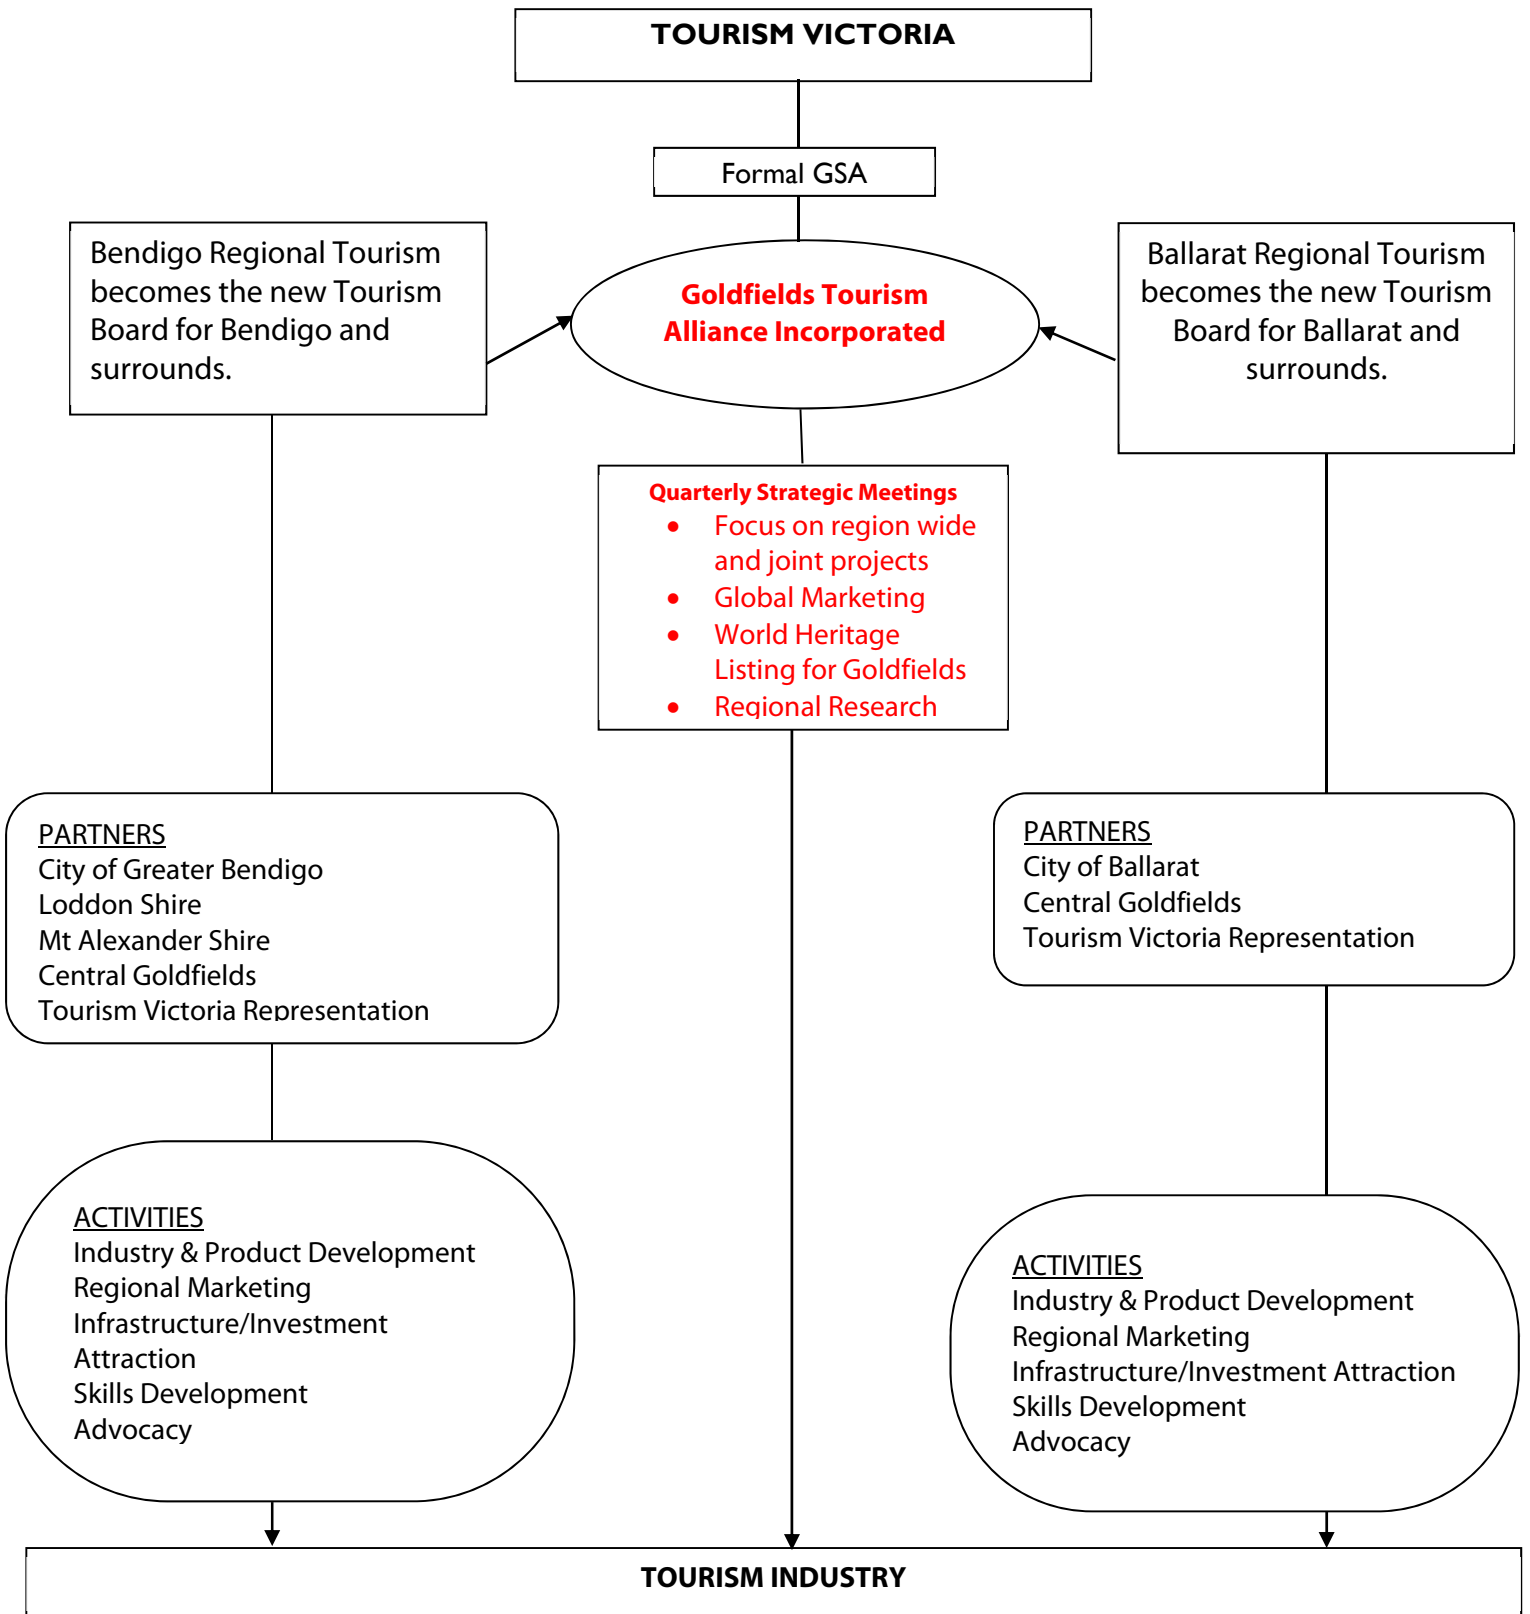 TOURISM VICTORIA
Formal GSA
Bendigo Regional Tourism
becomes the new Tourism
Board for Bendigo and
surrounds.
Goldfields Tourism
Alliance Incorporated
Ballarat Regional Tourism
becomes the new Tourism
Board for Ballarat and
surrounds.
Quarterly Strategic Meetings
• Focus on region wide
and joint projects
• Global Marketing
• World Heritage
Listing for Goldfields
• Regional Research
PARTNERS
City of Greater Bendigo
Loddon Shire
Mt Alexander Shire
Central Goldfields
Tourism Victoria Representation
PARTNERS
City of Ballarat
Central Goldfields
Tourism Victoria Representation
ACTIVITIES
Industry & Product Development
Regional Marketing
Infrastructure/Investment
Attraction
Skills Development
Advocacy
ACTIVITIES
Industry & Product Development
Regional Marketing
Infrastructure/Investment Attraction
Skills Development
Advocacy
TOURISM INDUSTRY